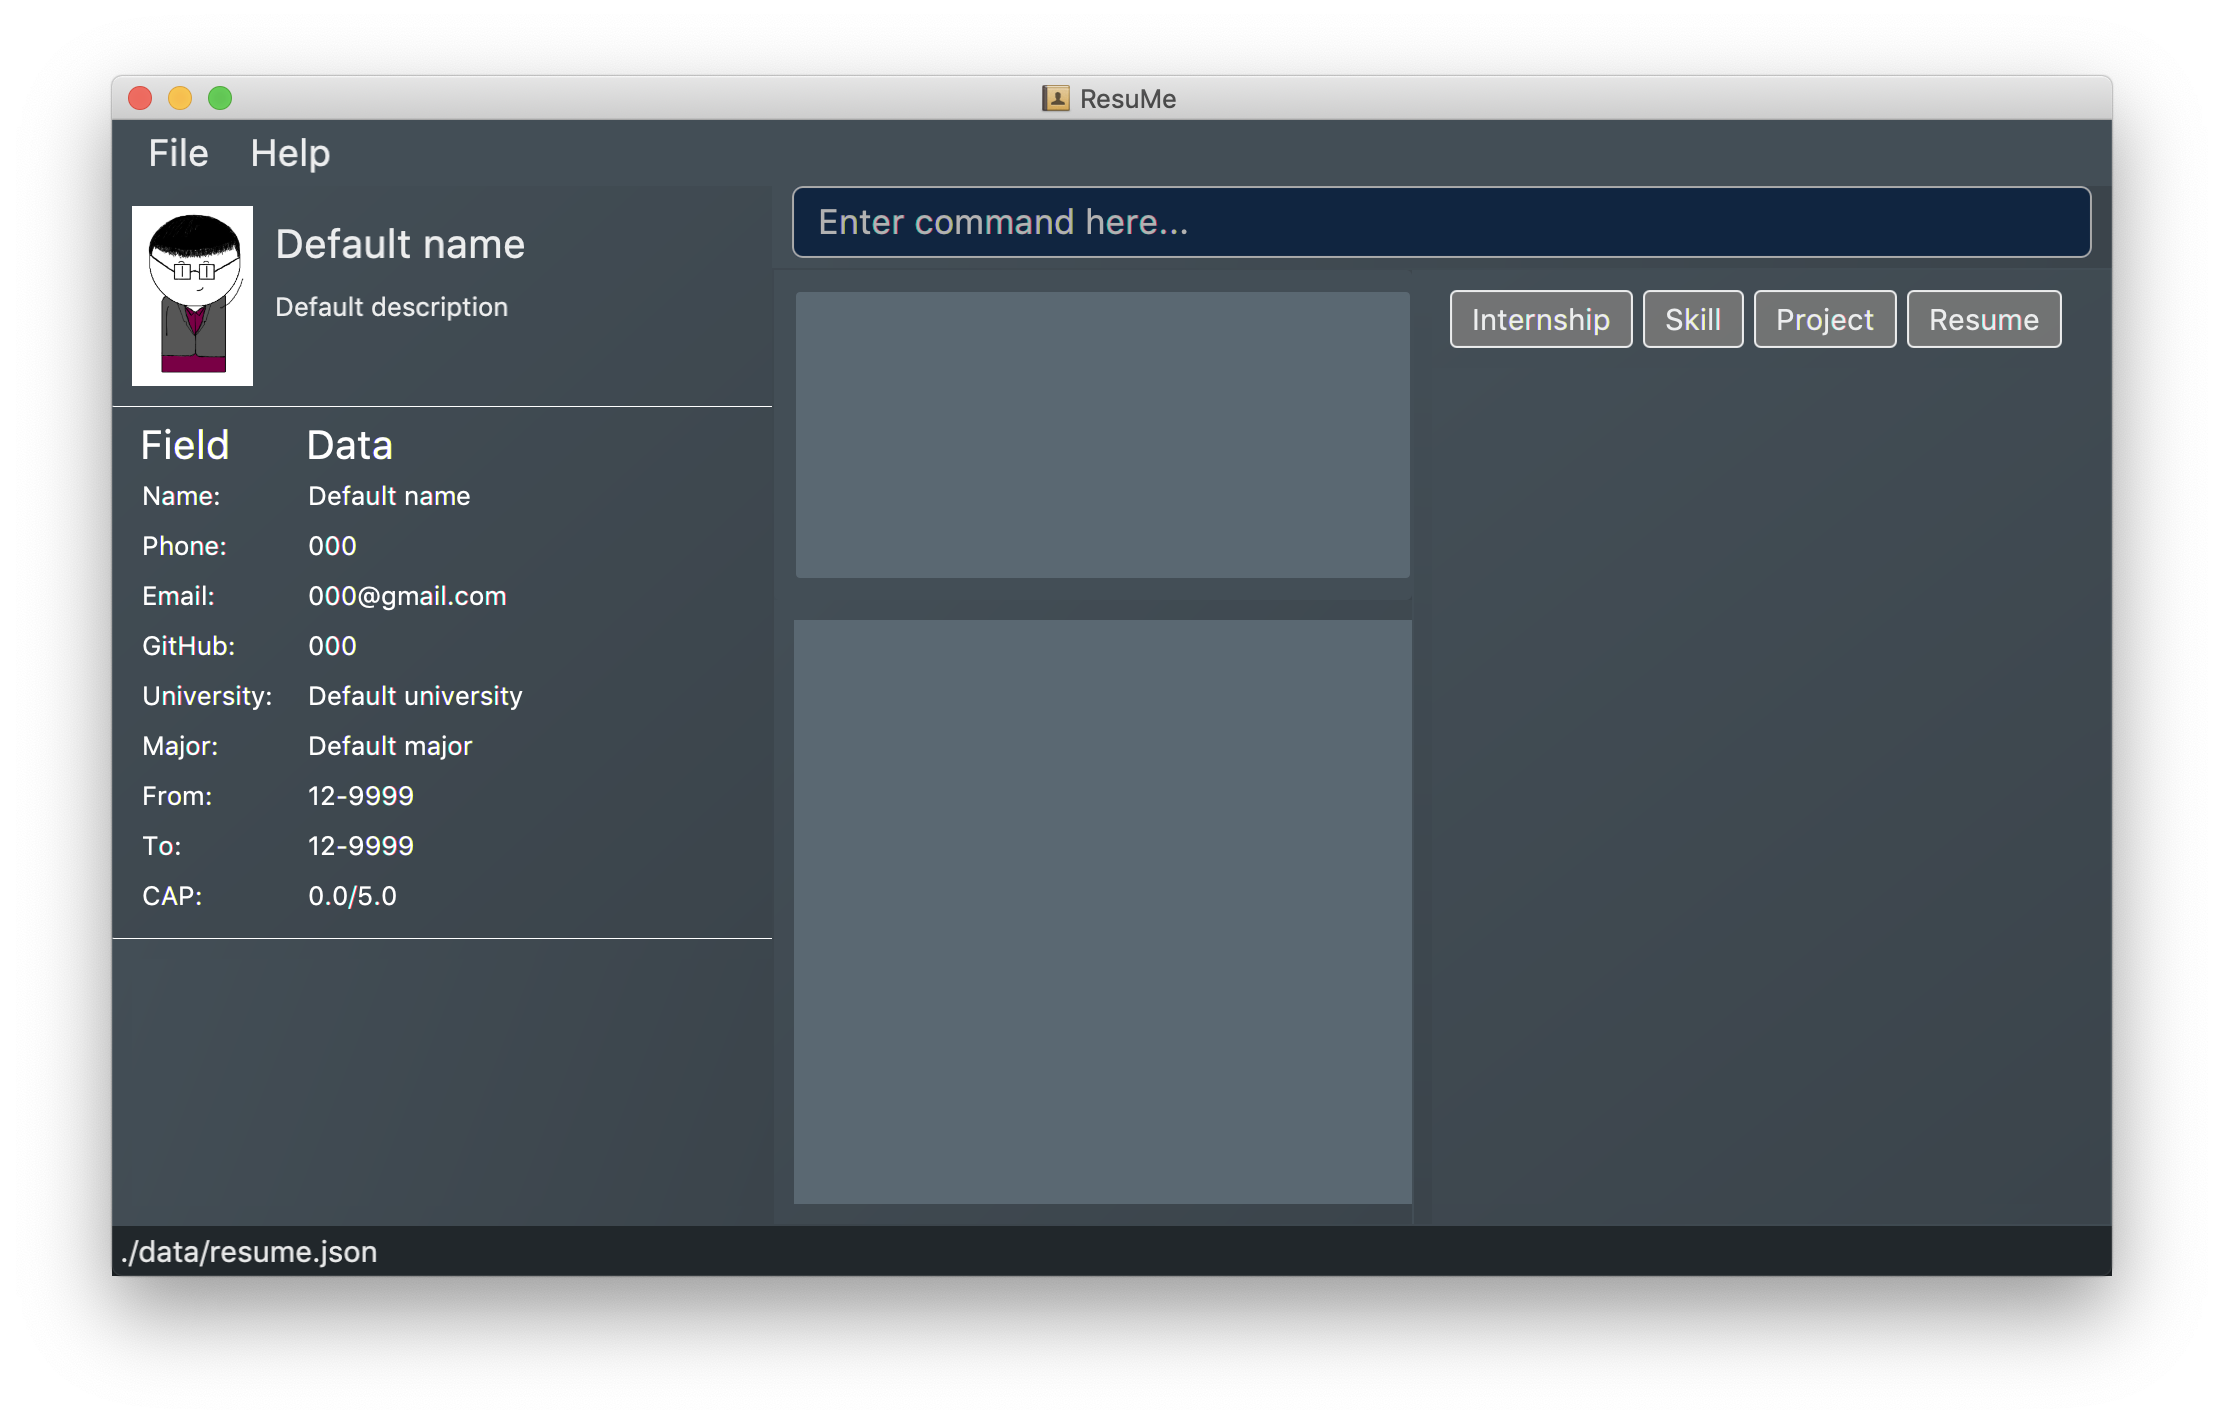 ResuMe
File Help
Enter command here...
Default name
Default description
Internship Skill Project Resume
Field Data
Name: Default name
Phone: 000
Email: 000@gmail.com
GitHub: 000
University: Default university
Major: Default major
From: 12-9999
To: 12-9999
CAP: 0.0/5.0
./data/resume.json